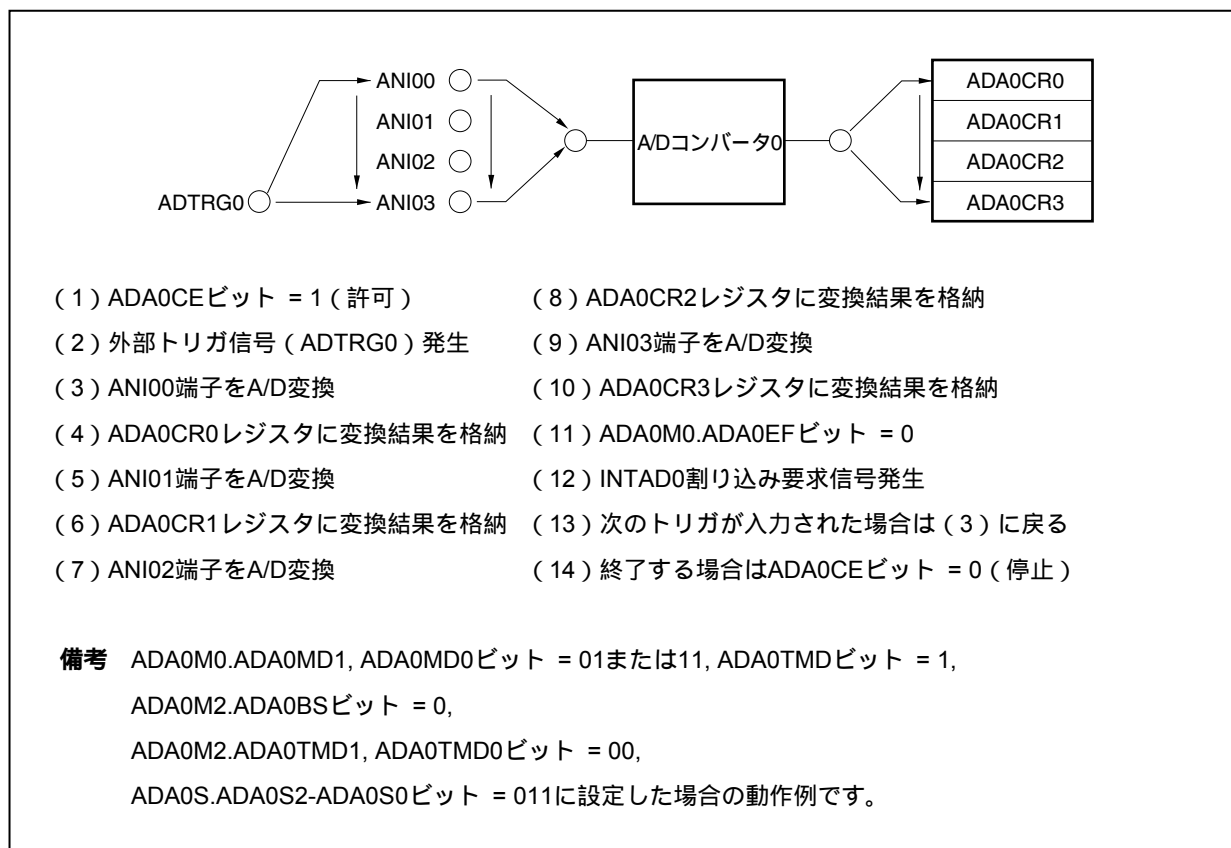 ADTRG0
ANI00
ANI01
ANI02
ANI03
A/Dコンバータ0
ADA0CR0
ADA0CR1
ADA0CR2
ADA0CR3
（1）ADA0CEビット = 1（許可）
（2）外部トリガ信号（ADTRG0）発生
（3）ANI00端子をA/D変換
（4）ADA0CR0レジスタに変換結果を格納
（5）ANI01端子をA/D変換
（6）ADA0CR1レジスタに変換結果を格納
（7）ANI02端子をA/D変換
（8）ADA0CR2レジスタに変換結果を格納
（9）ANI03端子をA/D変換
（10）ADA0CR3レジスタに変換結果を格納
（11）ADA0M0.ADA0EFビット = 0
（12）INTAD0割り込み要求信号発生
（13）次のトリガが入力された場合は（3）に戻る
（14）終了する場合はADA0CEビット = 0（停止）
備考 ADA0M0.ADA0MD1, ADA0MD0ビット = 01または11, ADA0TMDビット = 1,
ADA0M2.ADA0BSビット = 0,
ADA0M2.ADA0TMD1, ADA0TMD0ビット = 00,
ADA0S.ADA0S2-ADA0S0ビット = 011に設定した場合の動作例です。